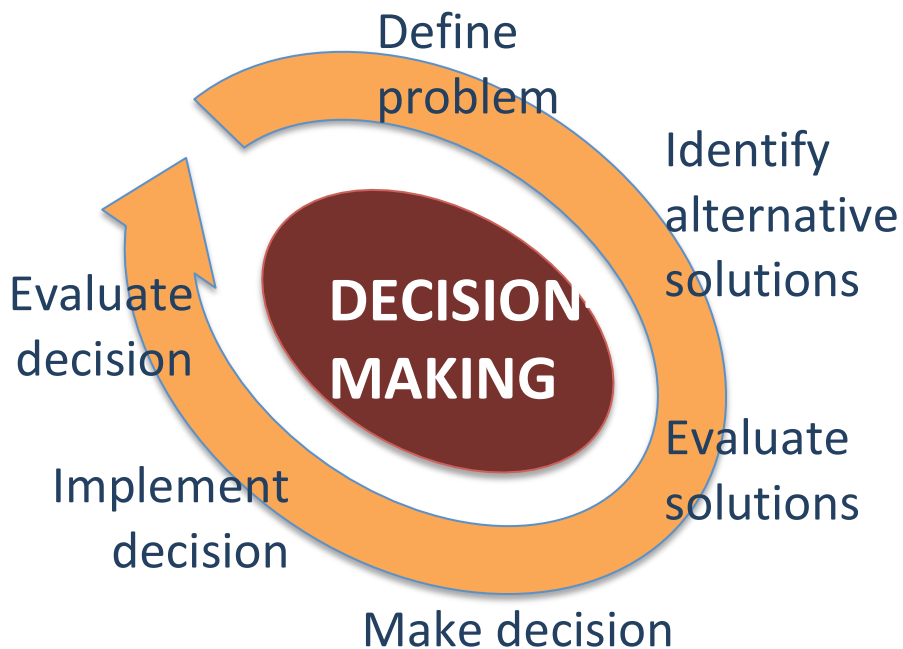 Define
problem
Identify
alternative
solutions
DECISION-
MAKING
Evaluate
solutions
Make decision
Implement
decision
Evaluate
decision